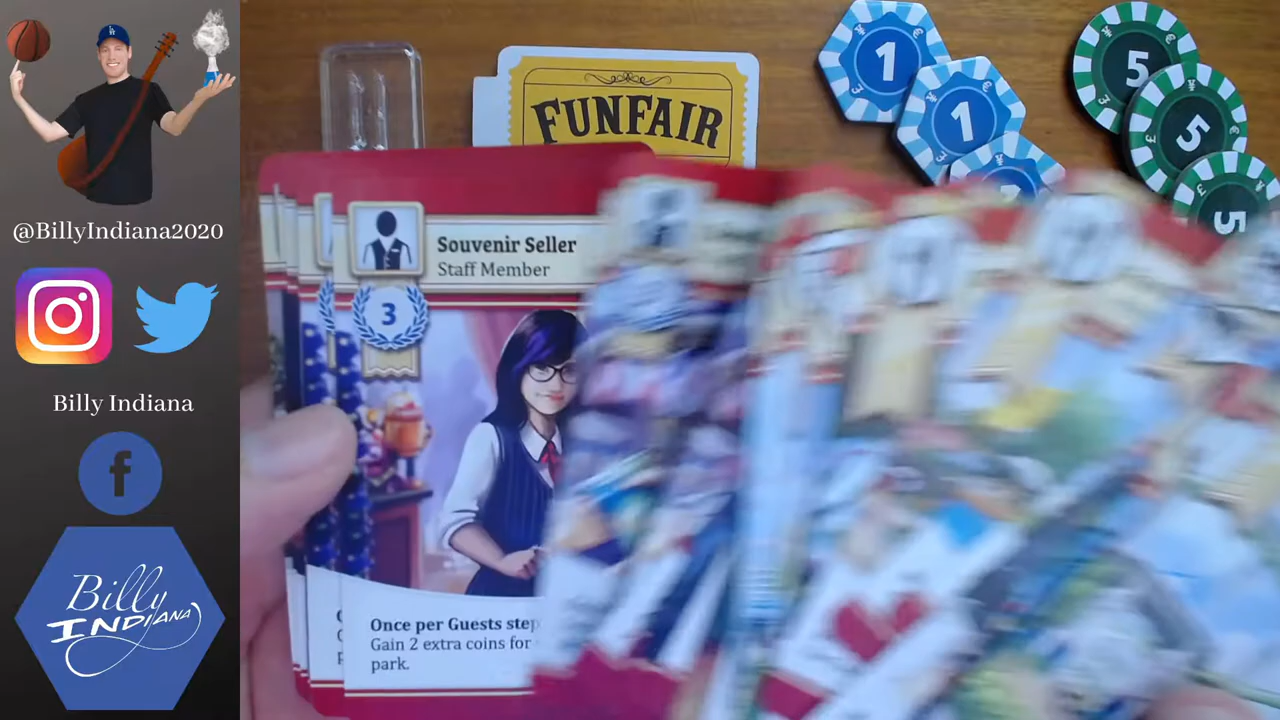 @BillyIndiana2020
Billy Indiana
Billy
INDIANA
FUNFAIR
1
1
1
5
5
5
Souvenir Seller
Staff Member
3
Once per Guests step
Gain 2 extra coins for
park.